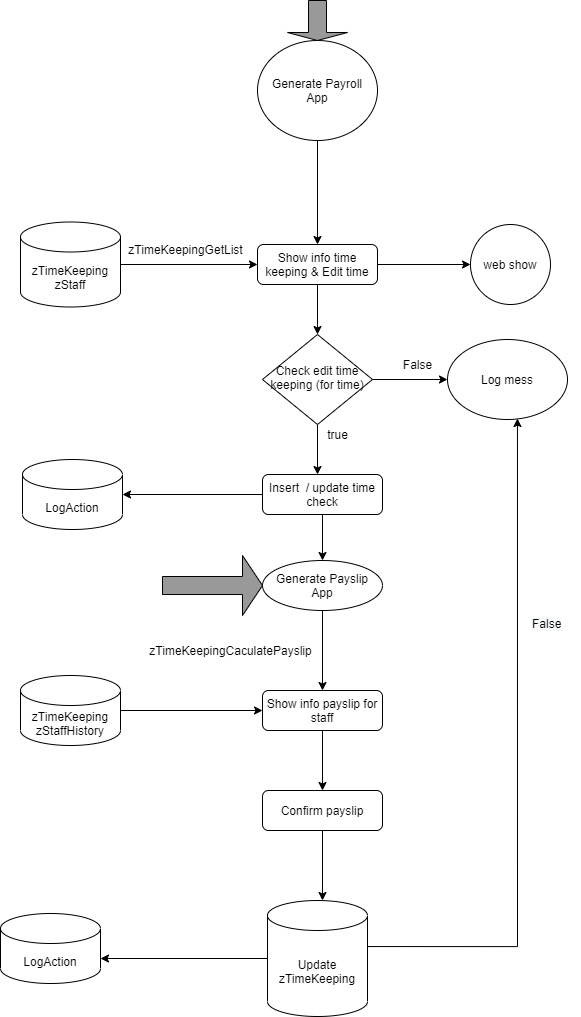 Generate Payroll
App
zTimeKeepingGetList
zTimeKeeping
zStaff
Show info time
keeping & Edit time
web show
Check edit time
keeping (for time)
False
Log mess
true
LogAction
Insert / update time
check
Generate Payslip
App
False
zTimeKeepingCaculatePayslip
zTimeKeeping
zStaffHistory
Show info payslip for
staff
Confirm payslip
LogAction
Update
zTimeKeeping